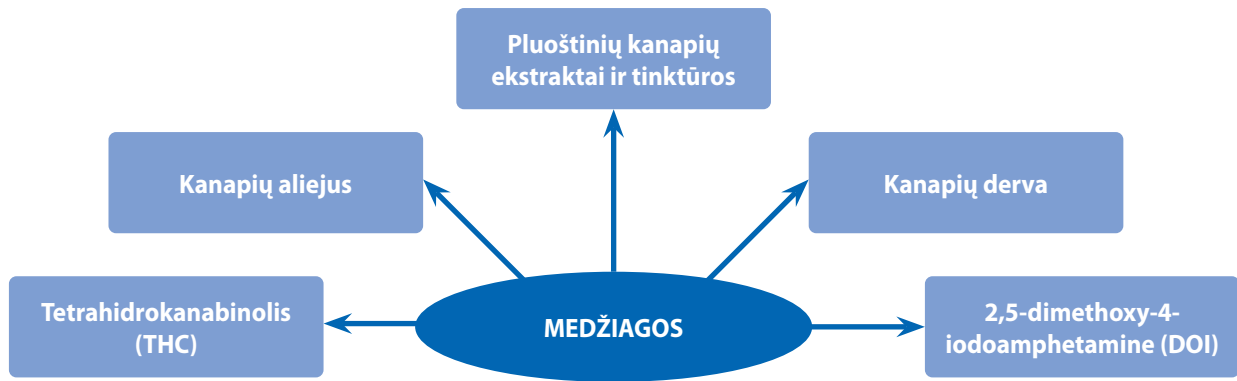 Pluoštinių kanapių
ekstraktai ir tinktūros
Kanapių aliejus
Kanapių derva
Tetrahidrokanabinolis
(THC)
MEDŽIAGOS
2,5-dimethoxy-4-
iodoamphetamine (DOI)